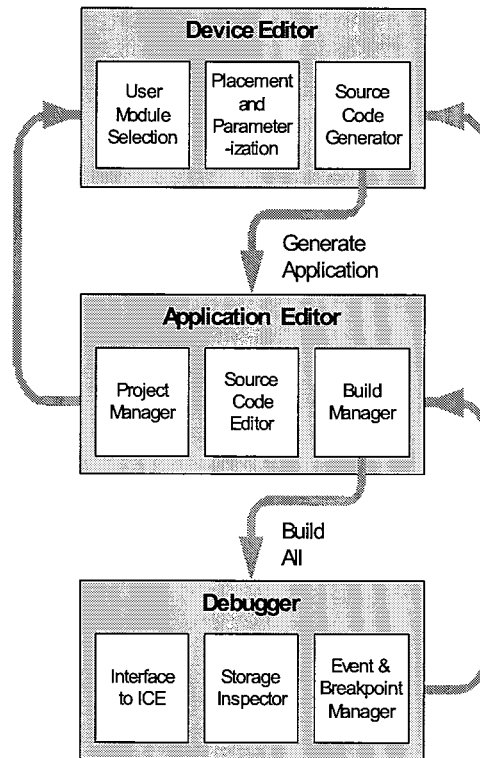 Device Editor
User
Module
Selection
Placement
and
Parameter
-ization
Source
Code
Generator
Generate
Application
Application Editor
Project
Manager
Source
Code
Editor
Build
Manager
Build
All
Debugger
Interface
to ICE
Storage
Inspector
Event &
Breakpoint
Manager